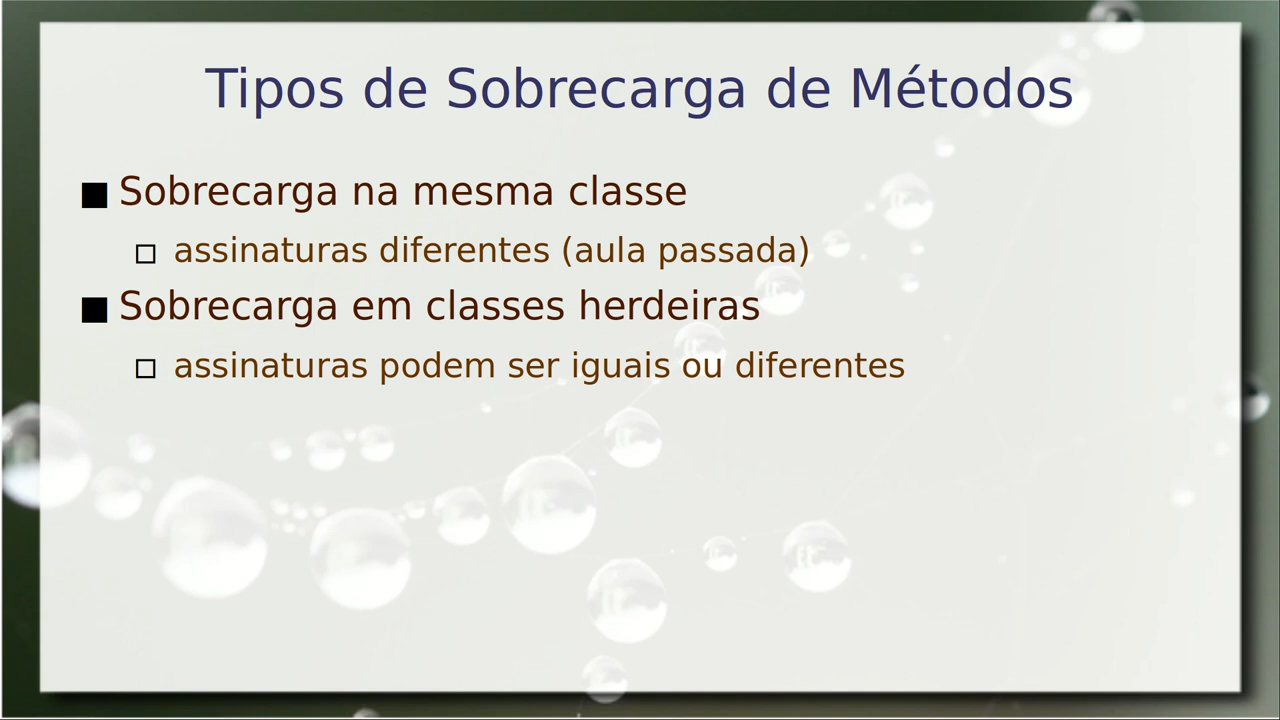 Tipos de Sobrecarga de Métodos
Sobrecarga na mesma classe
assinaturas diferentes (aula passada)
Sobrecarga em classes herdeiras
assinaturas podem ser iguais ou diferentes